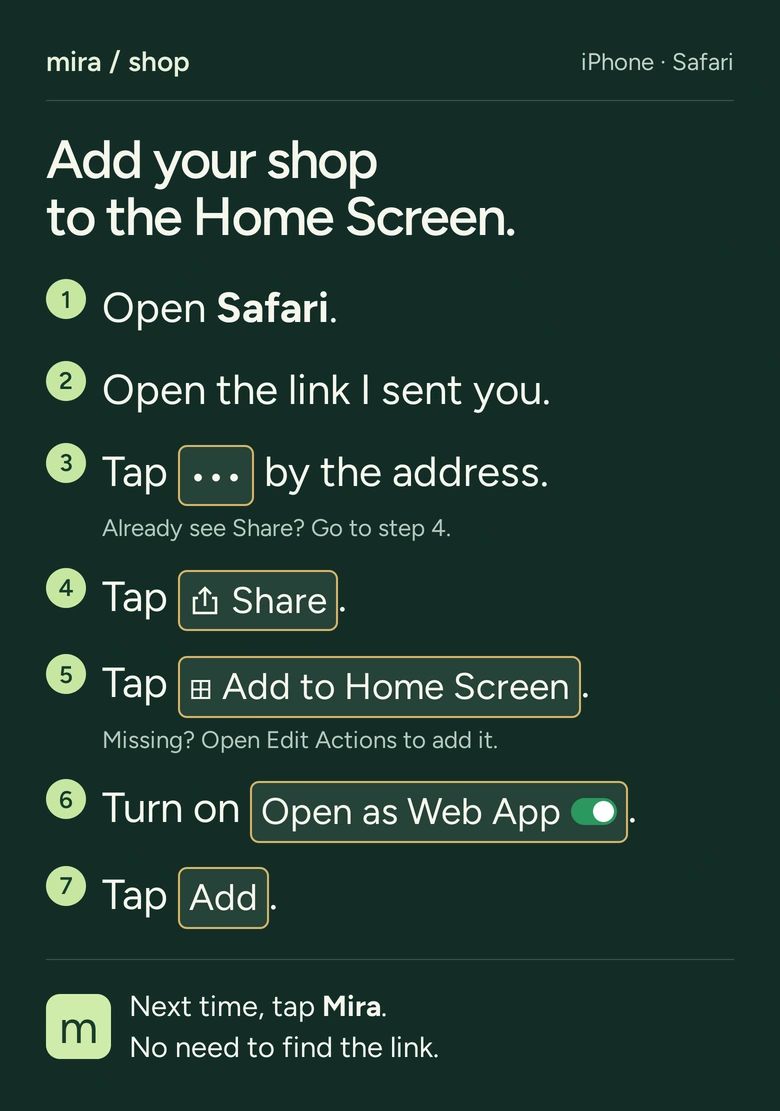 mira / shop
iPhone · Safari
Add your shop
to the Home Screen.
1 Open Safari.
2 Open the link I sent you.
3 Tap ••• by the address.
Already see Share? Go to step 4.
4 Tap Share.
5 Tap Add to Home Screen.
Missing? Open Edit Actions to add it.
6 Turn on Open as Web App.
7 Tap Add.
m
Next time, tap Mira.
No need to find the link.